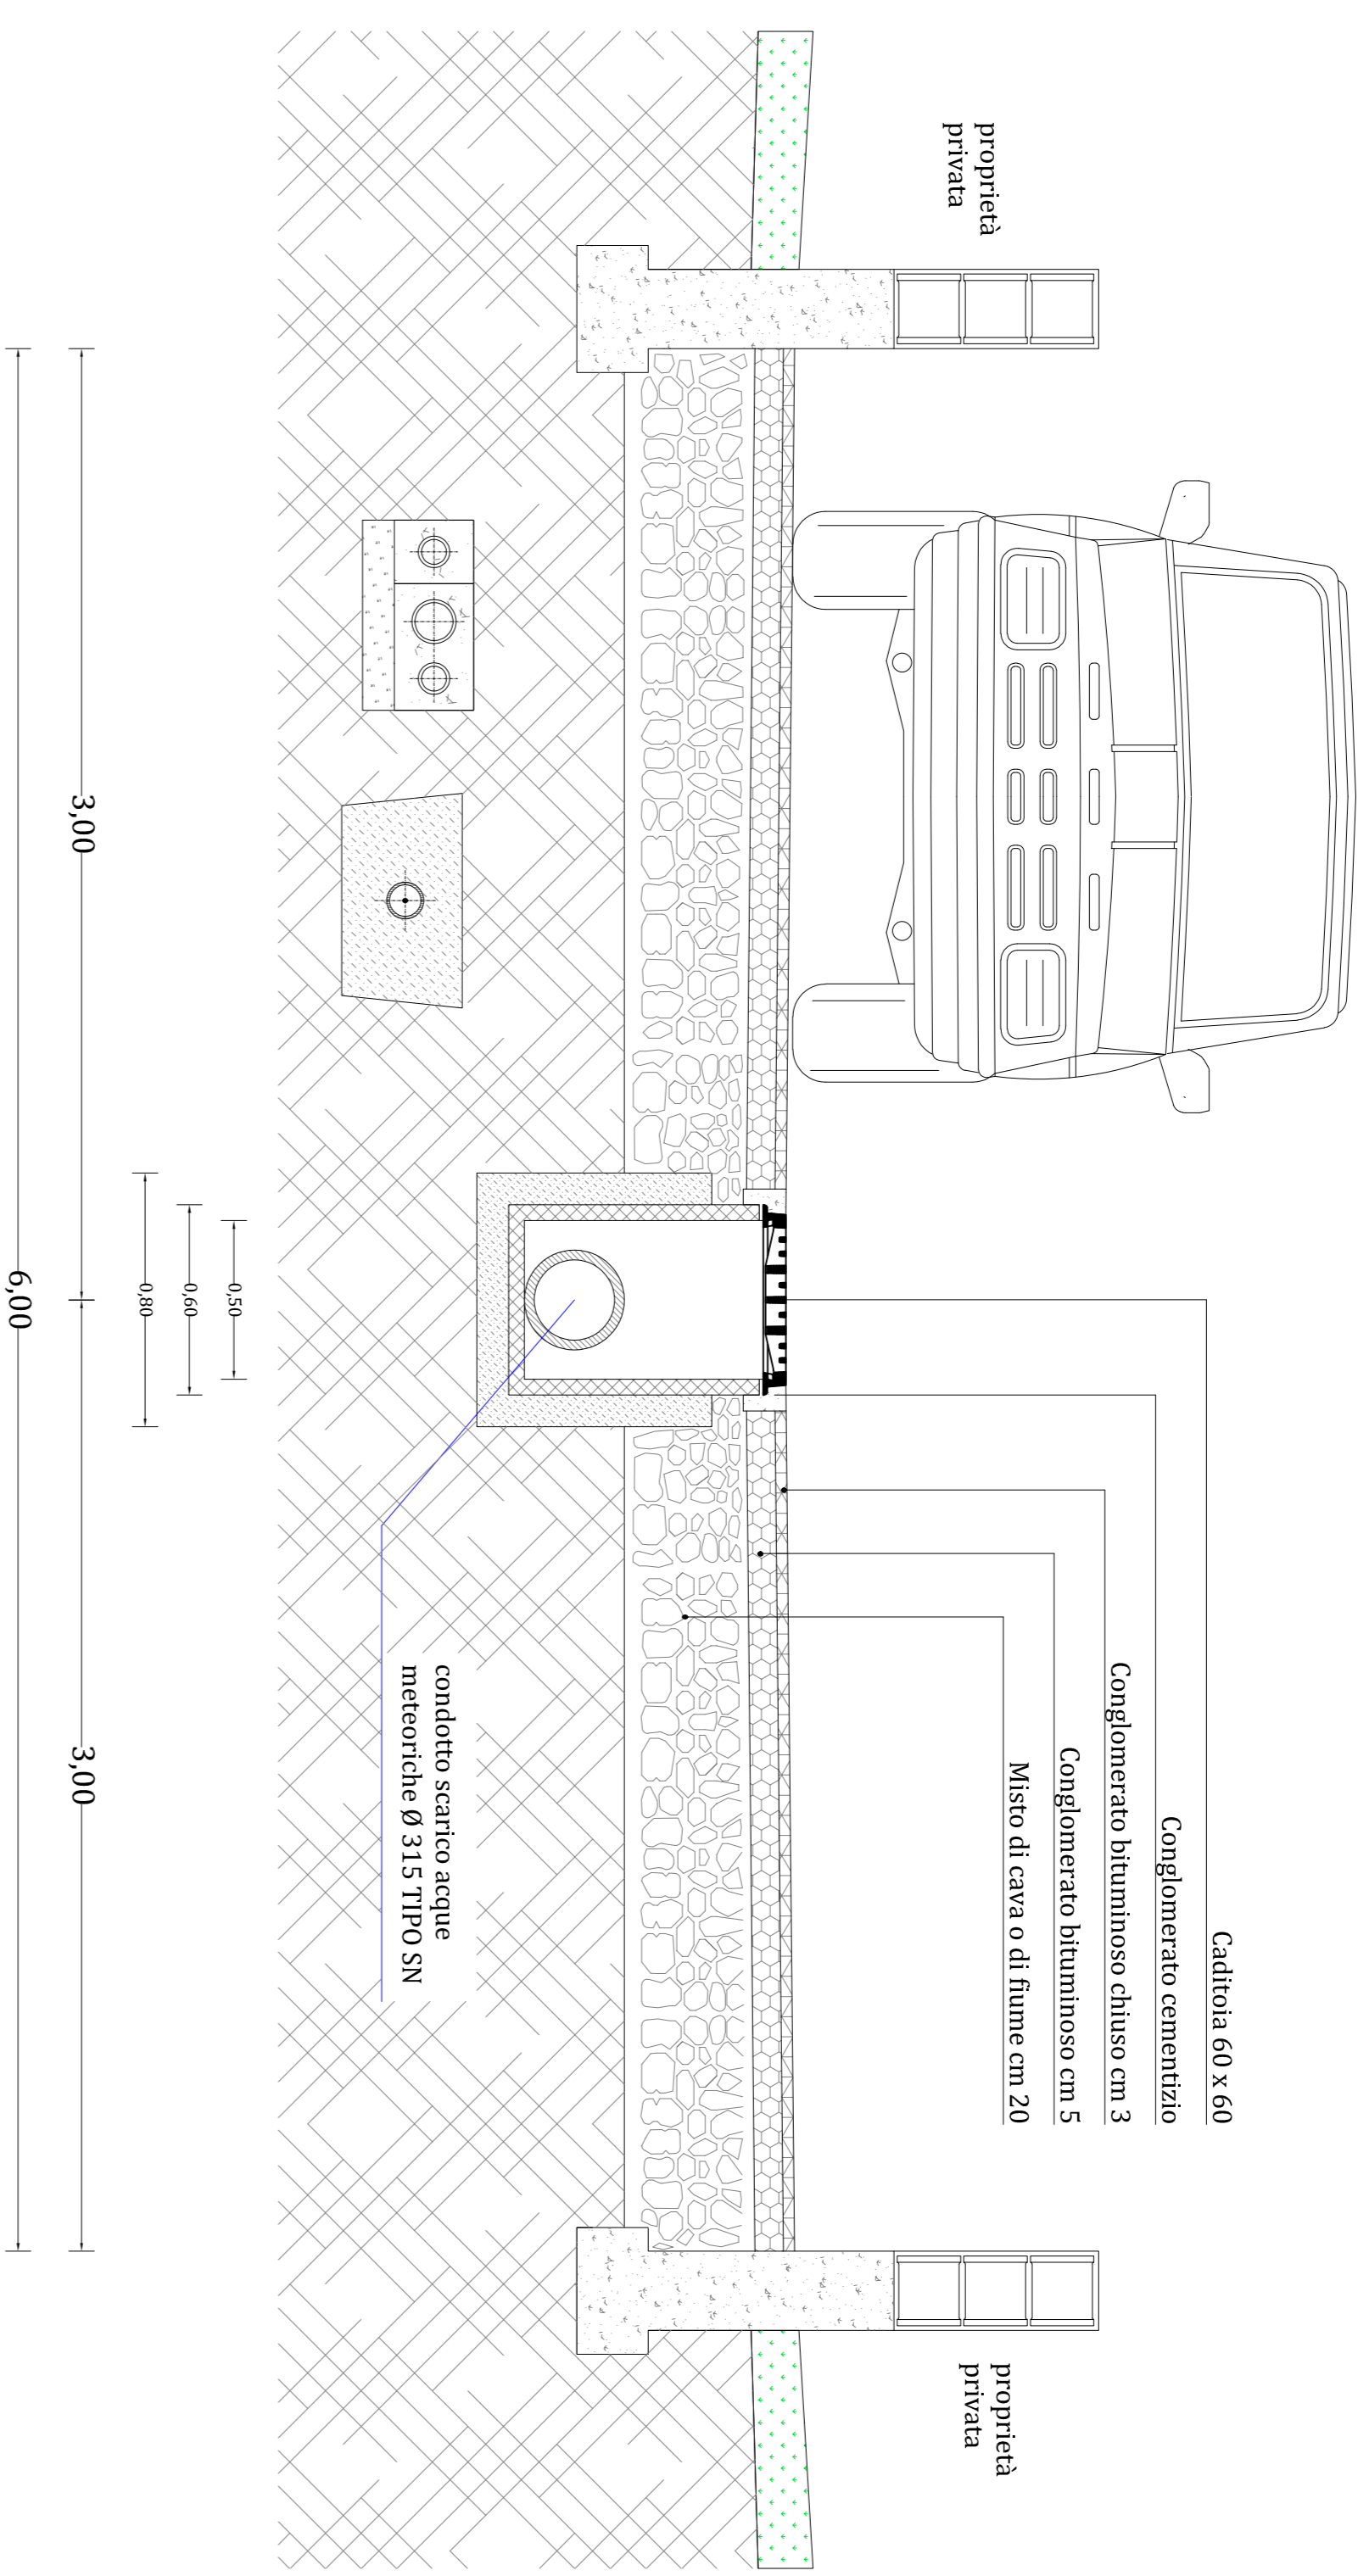 proprietà
privata
Caditoia 60 x 60
Conglomerato cementizio
Conglomerato bituminoso chiuso cm 3
Conglomerato bituminoso cm 5
Misto di cava o di fiume cm 20
proprietà
privata
condotto scarico acque
meteoriche Ø 315 TIPO SN
0,50
0,60
0,80
3,00
3,00
6,00